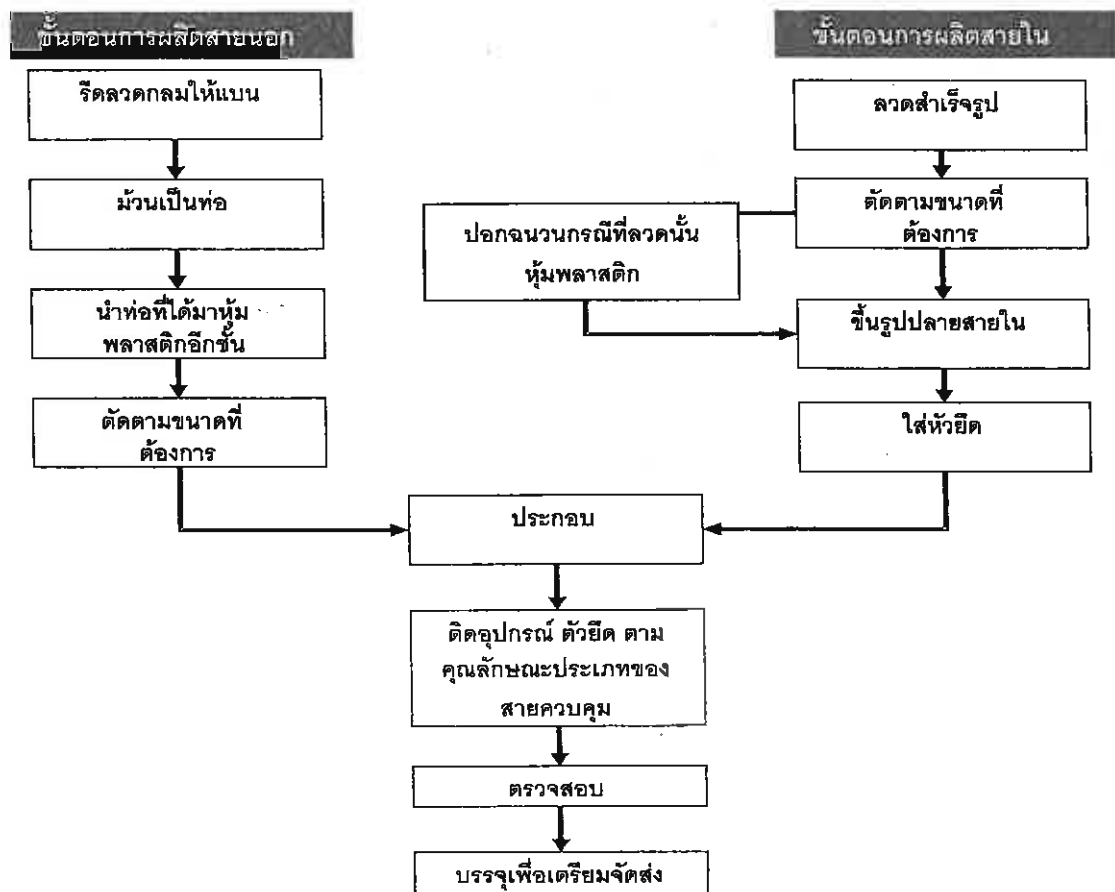 ขั้นตอนการผลิตสายนอก
รีดลวดกลมให้แบน
ม้วนเป็นท่อ
นำท่อที่ได้มาหุ้ม
พลาสติกอีกชั้น
ตัดตามขนาดที่
ต้องการ
ขั้นตอนการผลิตสายใน
ลวดสำเร็จรูป
ตัดตามขนาดที่
ต้องการ
ปอกฉนวนกรณีที่ลวดนั้น
หุ้มพลาสติก
ขึ้นรูปปลายสายใน
ใส่หัวยึด
ประกอบ
ติดอุปกรณ์ ตัวยึด ตาม
คุณลักษณะประเภทของ
สายควบคุม
ตรวจสอบ
บรรจุเพื่อเตรียมจัดส่ง